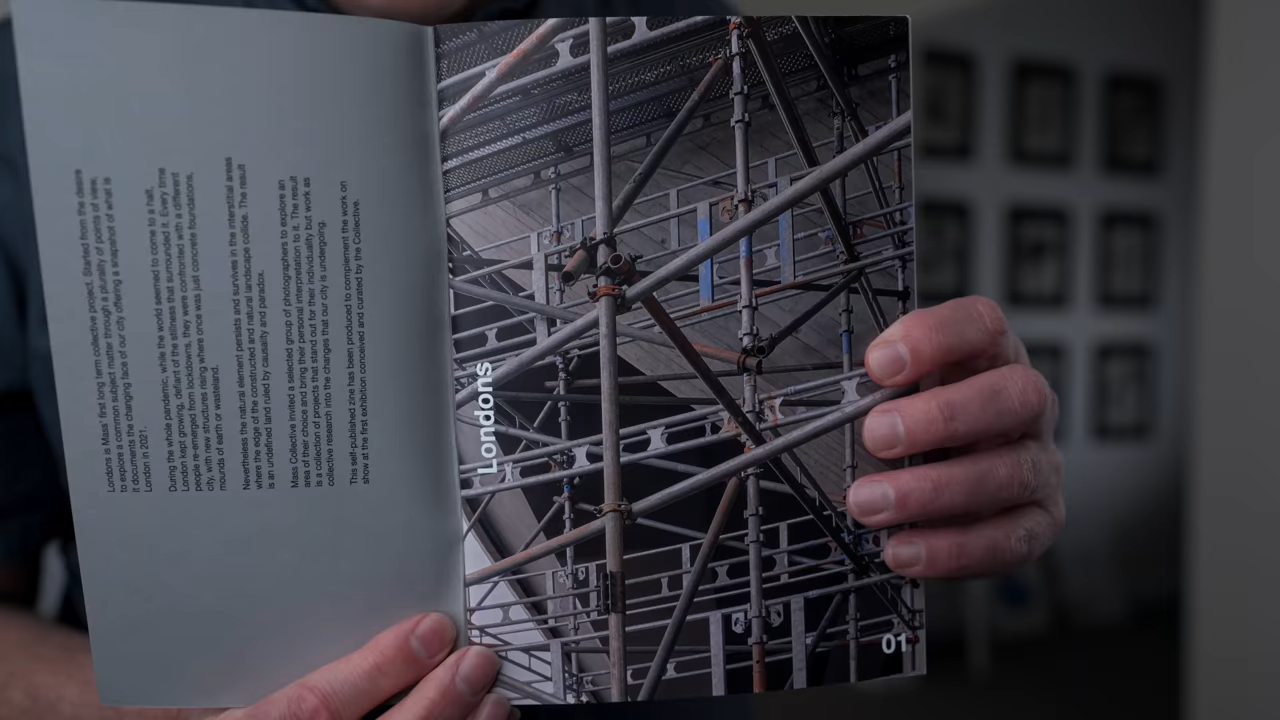 Londons is Mass' first long term collective project. Started from the desire
to explore a common subject matter through a plurality of points of view,
it documents the changing face of our city offering a snapshot of what is
London in 2021.
During the whole pandemic, while the world seemed to come to a halt,
London kept growing, defiant of the stillness that surrounded it. Every time
people re-emerged from lockdowns, they were confronted with a different
city, with new structures rising where once was just concrete foundations,
mounds of earth or wasteland.
Nevertheless the natural element persists and survives in the interstitial areas
where the edge of the constructed and natural landscape collide. The result
is an undefined land ruled by causality and paradox.
Mass Collective invited a selected group of photographers to explore an
area of their choice and bring their personal interpretation to it. The result
is a collection of projects that stand out for their individuality but work as
collective research into the changes that our city is undergoing.
This self-published zine has been produced to complement the work on
show at the first exhibition conceived and curated by the Collective.
Londons
01